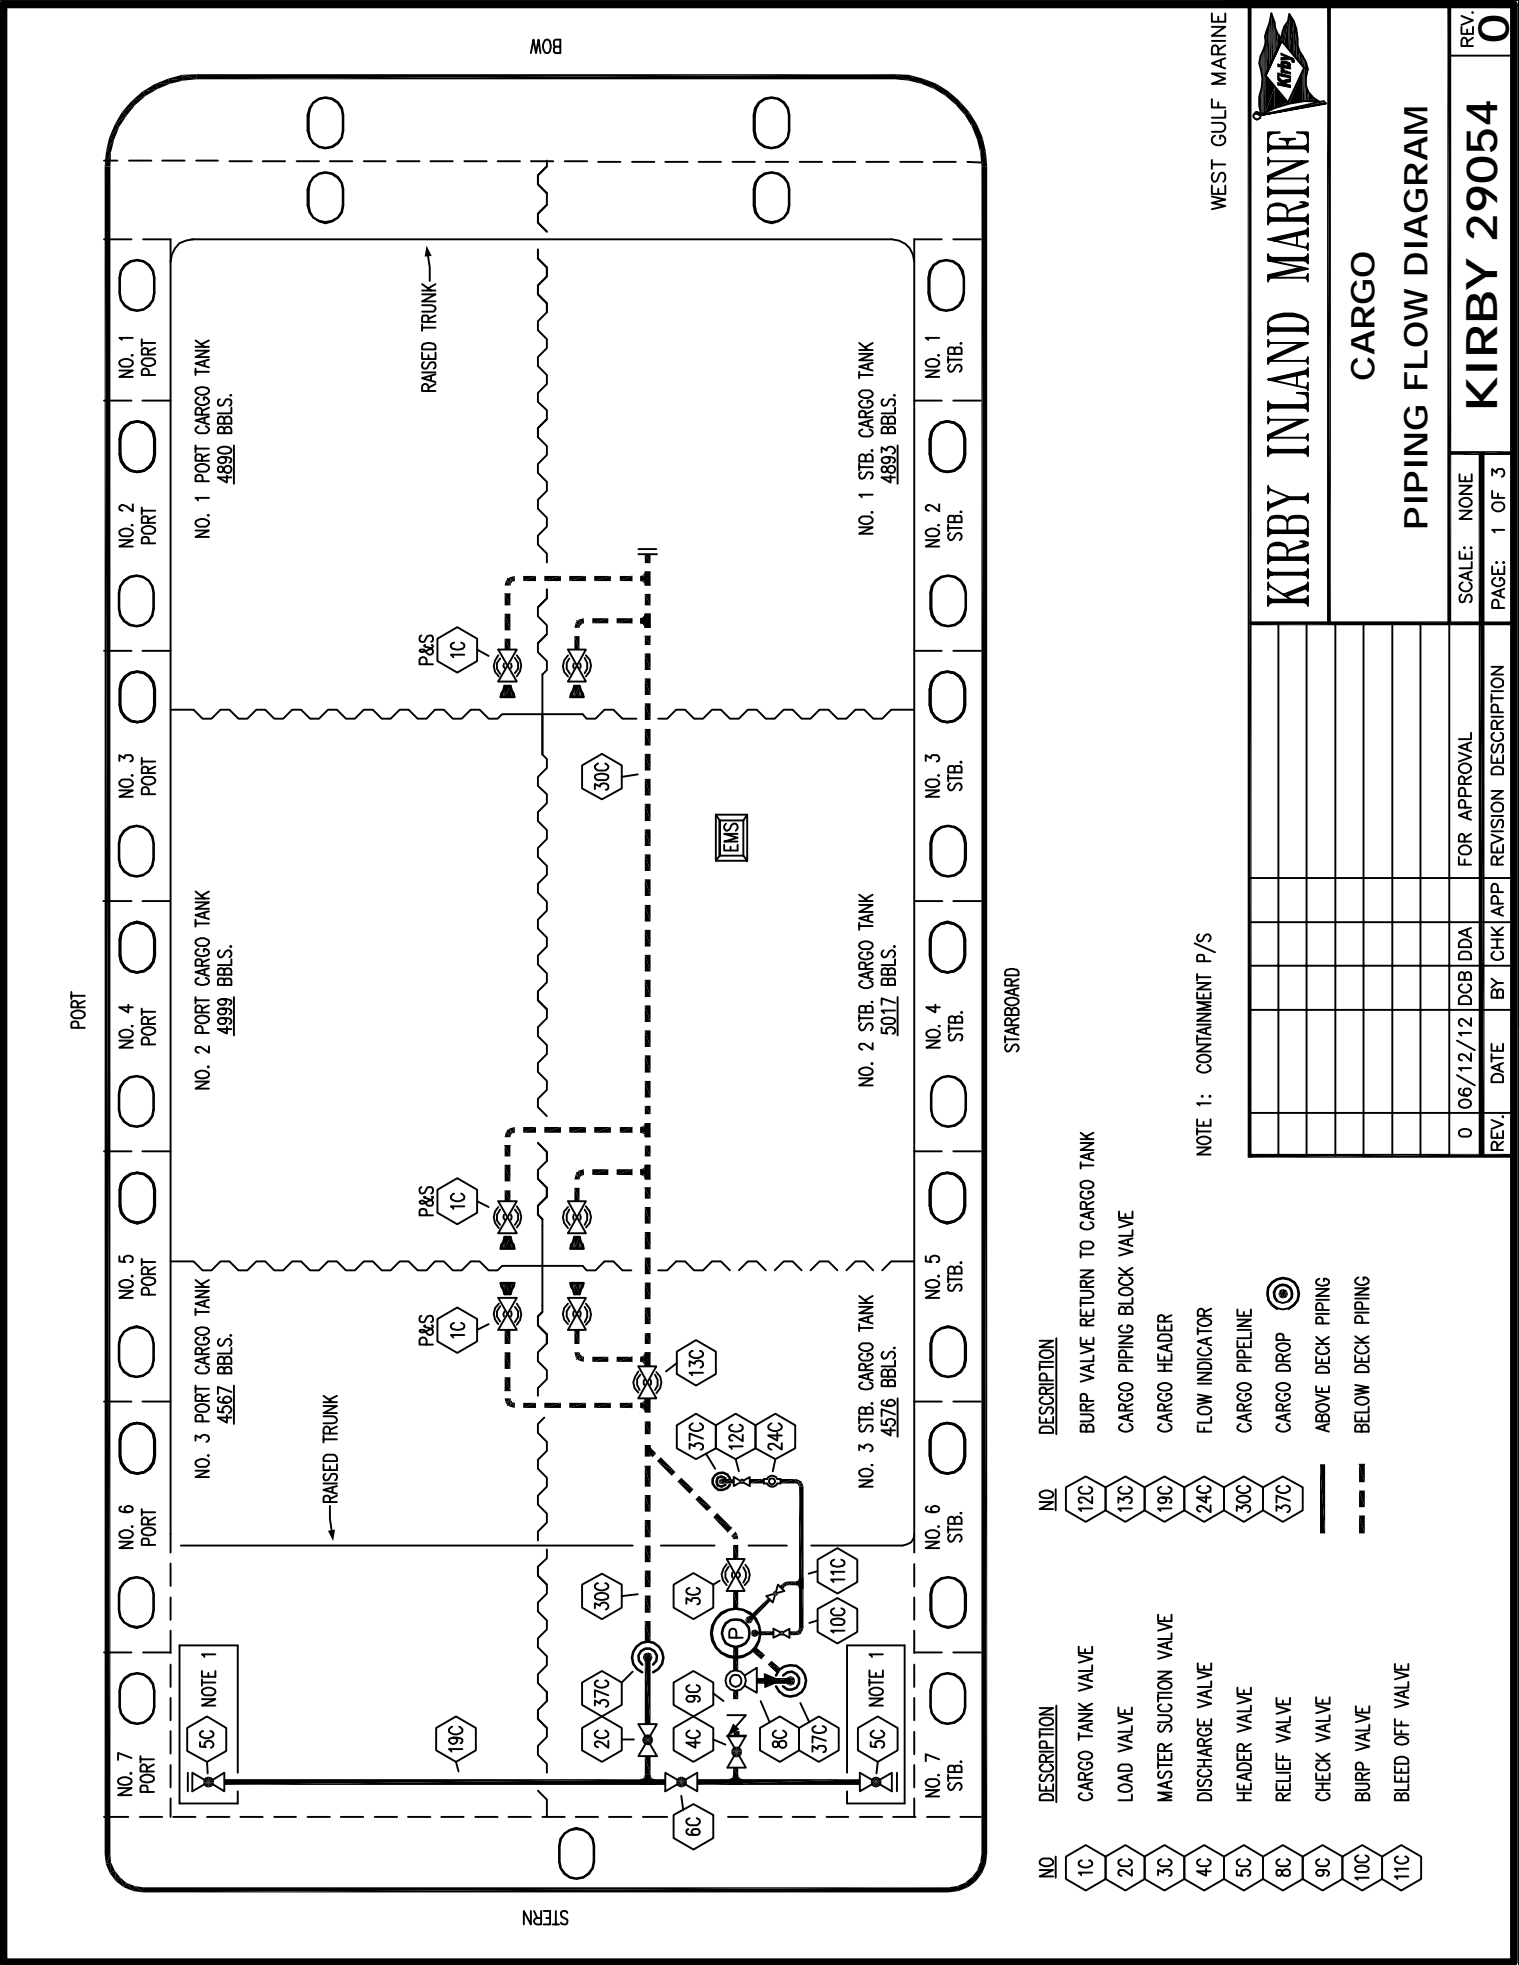 BOW
PORT
STERN
STARBOARD
NO. 7
PORT
NO. 6
PORT
NO. 5
PORT
NO. 4
PORT
NO. 3
PORT
NO. 2
PORT
NO. 1
PORT
5C
NOTE 1
NO. 3 PORT CARGO TANK
4567 BBLS.
NO. 2 PORT CARGO TANK
4999 BBLS.
NO. 1 PORT CARGO TANK
4890 BBLS.
RAISED TRUNK
RAISED TRUNK
19C
P&S
1C
P&S
1C
P&S
1C
2C
37C
30C
30C
6C
4C
9C
3C
13C
P
37C
12C
24C
EMS
8C
37C
10C
11C
5C
NOTE 1
NO. 3 STB. CARGO TANK
4576 BBLS.
NO. 2 STB. CARGO TANK
5017 BBLS.
NO. 1 STB. CARGO TANK
4893 BBLS.
NO. 7
STB.
NO. 6
STB.
NO. 5
STB.
NO. 4
STB.
NO. 3
STB.
NO. 2
STB.
NO. 1
STB.
NO DESCRIPTION
1C CARGO TANK VALVE
2C LOAD VALVE
3C MASTER SUCTION VALVE
4C DISCHARGE VALVE
5C HEADER VALVE
8C RELIEF VALVE
9C CHECK VALVE
10C BURP VALVE
11C BLEED OFF VALVE
NO DESCRIPTION
12C BURP VALVE RETURN TO CARGO TANK
13C CARGO PIPING BLOCK VALVE
19C CARGO HEADER
24C FLOW INDICATOR
30C CARGO PIPELINE
37C CARGO DROP
ABOVE DECK PIPING
BELOW DECK PIPING
NOTE 1: CONTAINMENT P/S
WEST GULF MARINE
KIRBY INLAND MARINE
Kirby
CARGO
PIPING FLOW DIAGRAM
0 06/12/12 DCB DDA FOR APPROVAL
REV. DATE BY CHK APP REVISION DESCRIPTION
SCALE: NONE
PAGE: 1 OF 3
KIRBY 29054
REV.
0